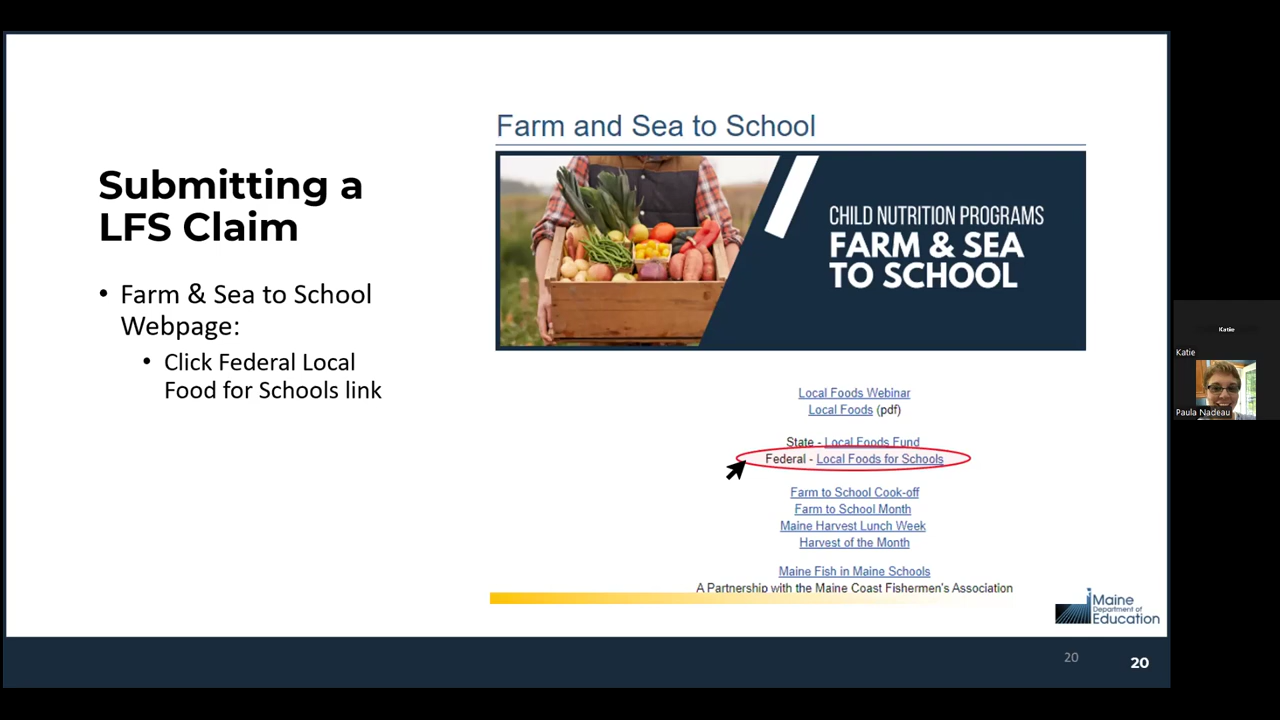 Submitting a
LFS Claim
• Farm & Sea to School
Webpage:
• Click Federal Local
Food for Schools link
Farm and Sea to School
CHILD NUTRITION PROGRAMS
FARM & SEA
TO SCHOOL
Local Foods Webinar
Local Foods (pdf)
State - Local Foods Fund
Federal - Local Foods for Schools
Farm to School Cook-off
Farm to School Month
Maine Harvest Lunch Week
Harvest of the Month
Maine Fish in Maine Schools
A Partnership with the Maine Coast Fishermen's Association
Maine
Department of
Education
20
20
Katie
Katie
Paula Nadeau